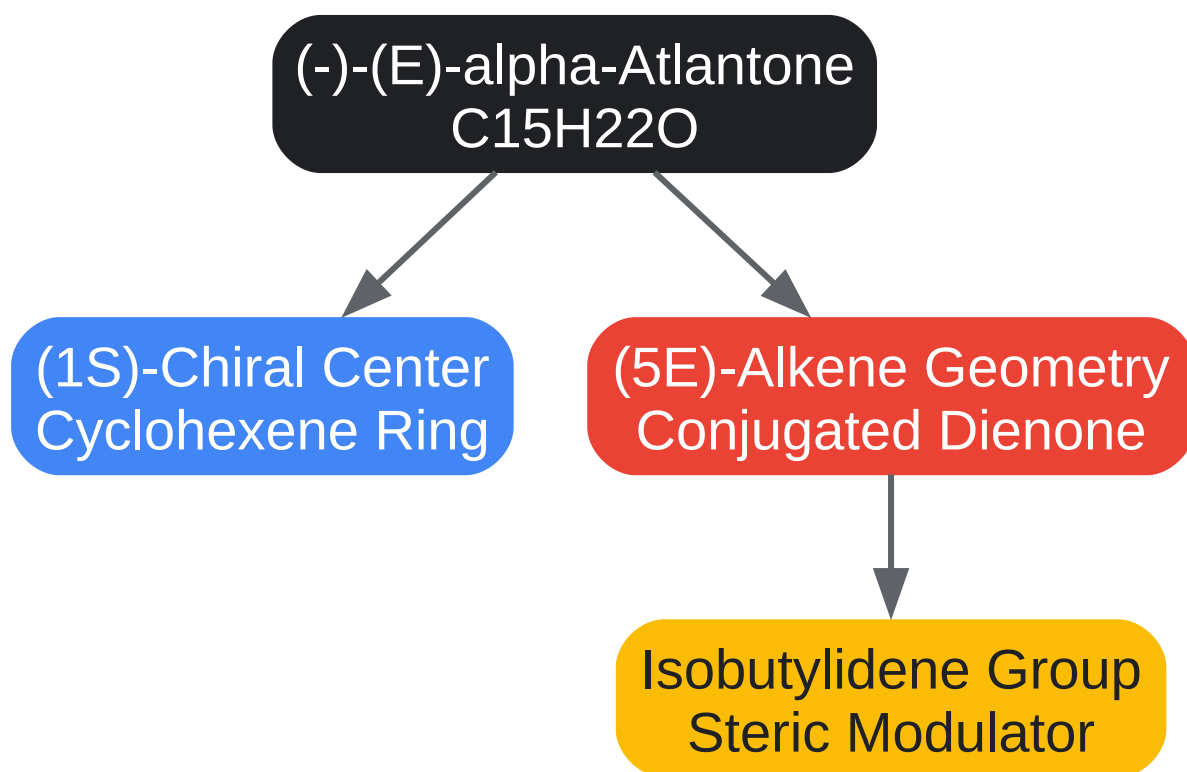 (-)-(E)-alpha-Atlantone
C15H22O
(1S)-Chiral Center
Cyclohexene Ring
(5E)-Alkene Geometry
Conjugated Dienone
Isobutylidene Group
Steric Modulator